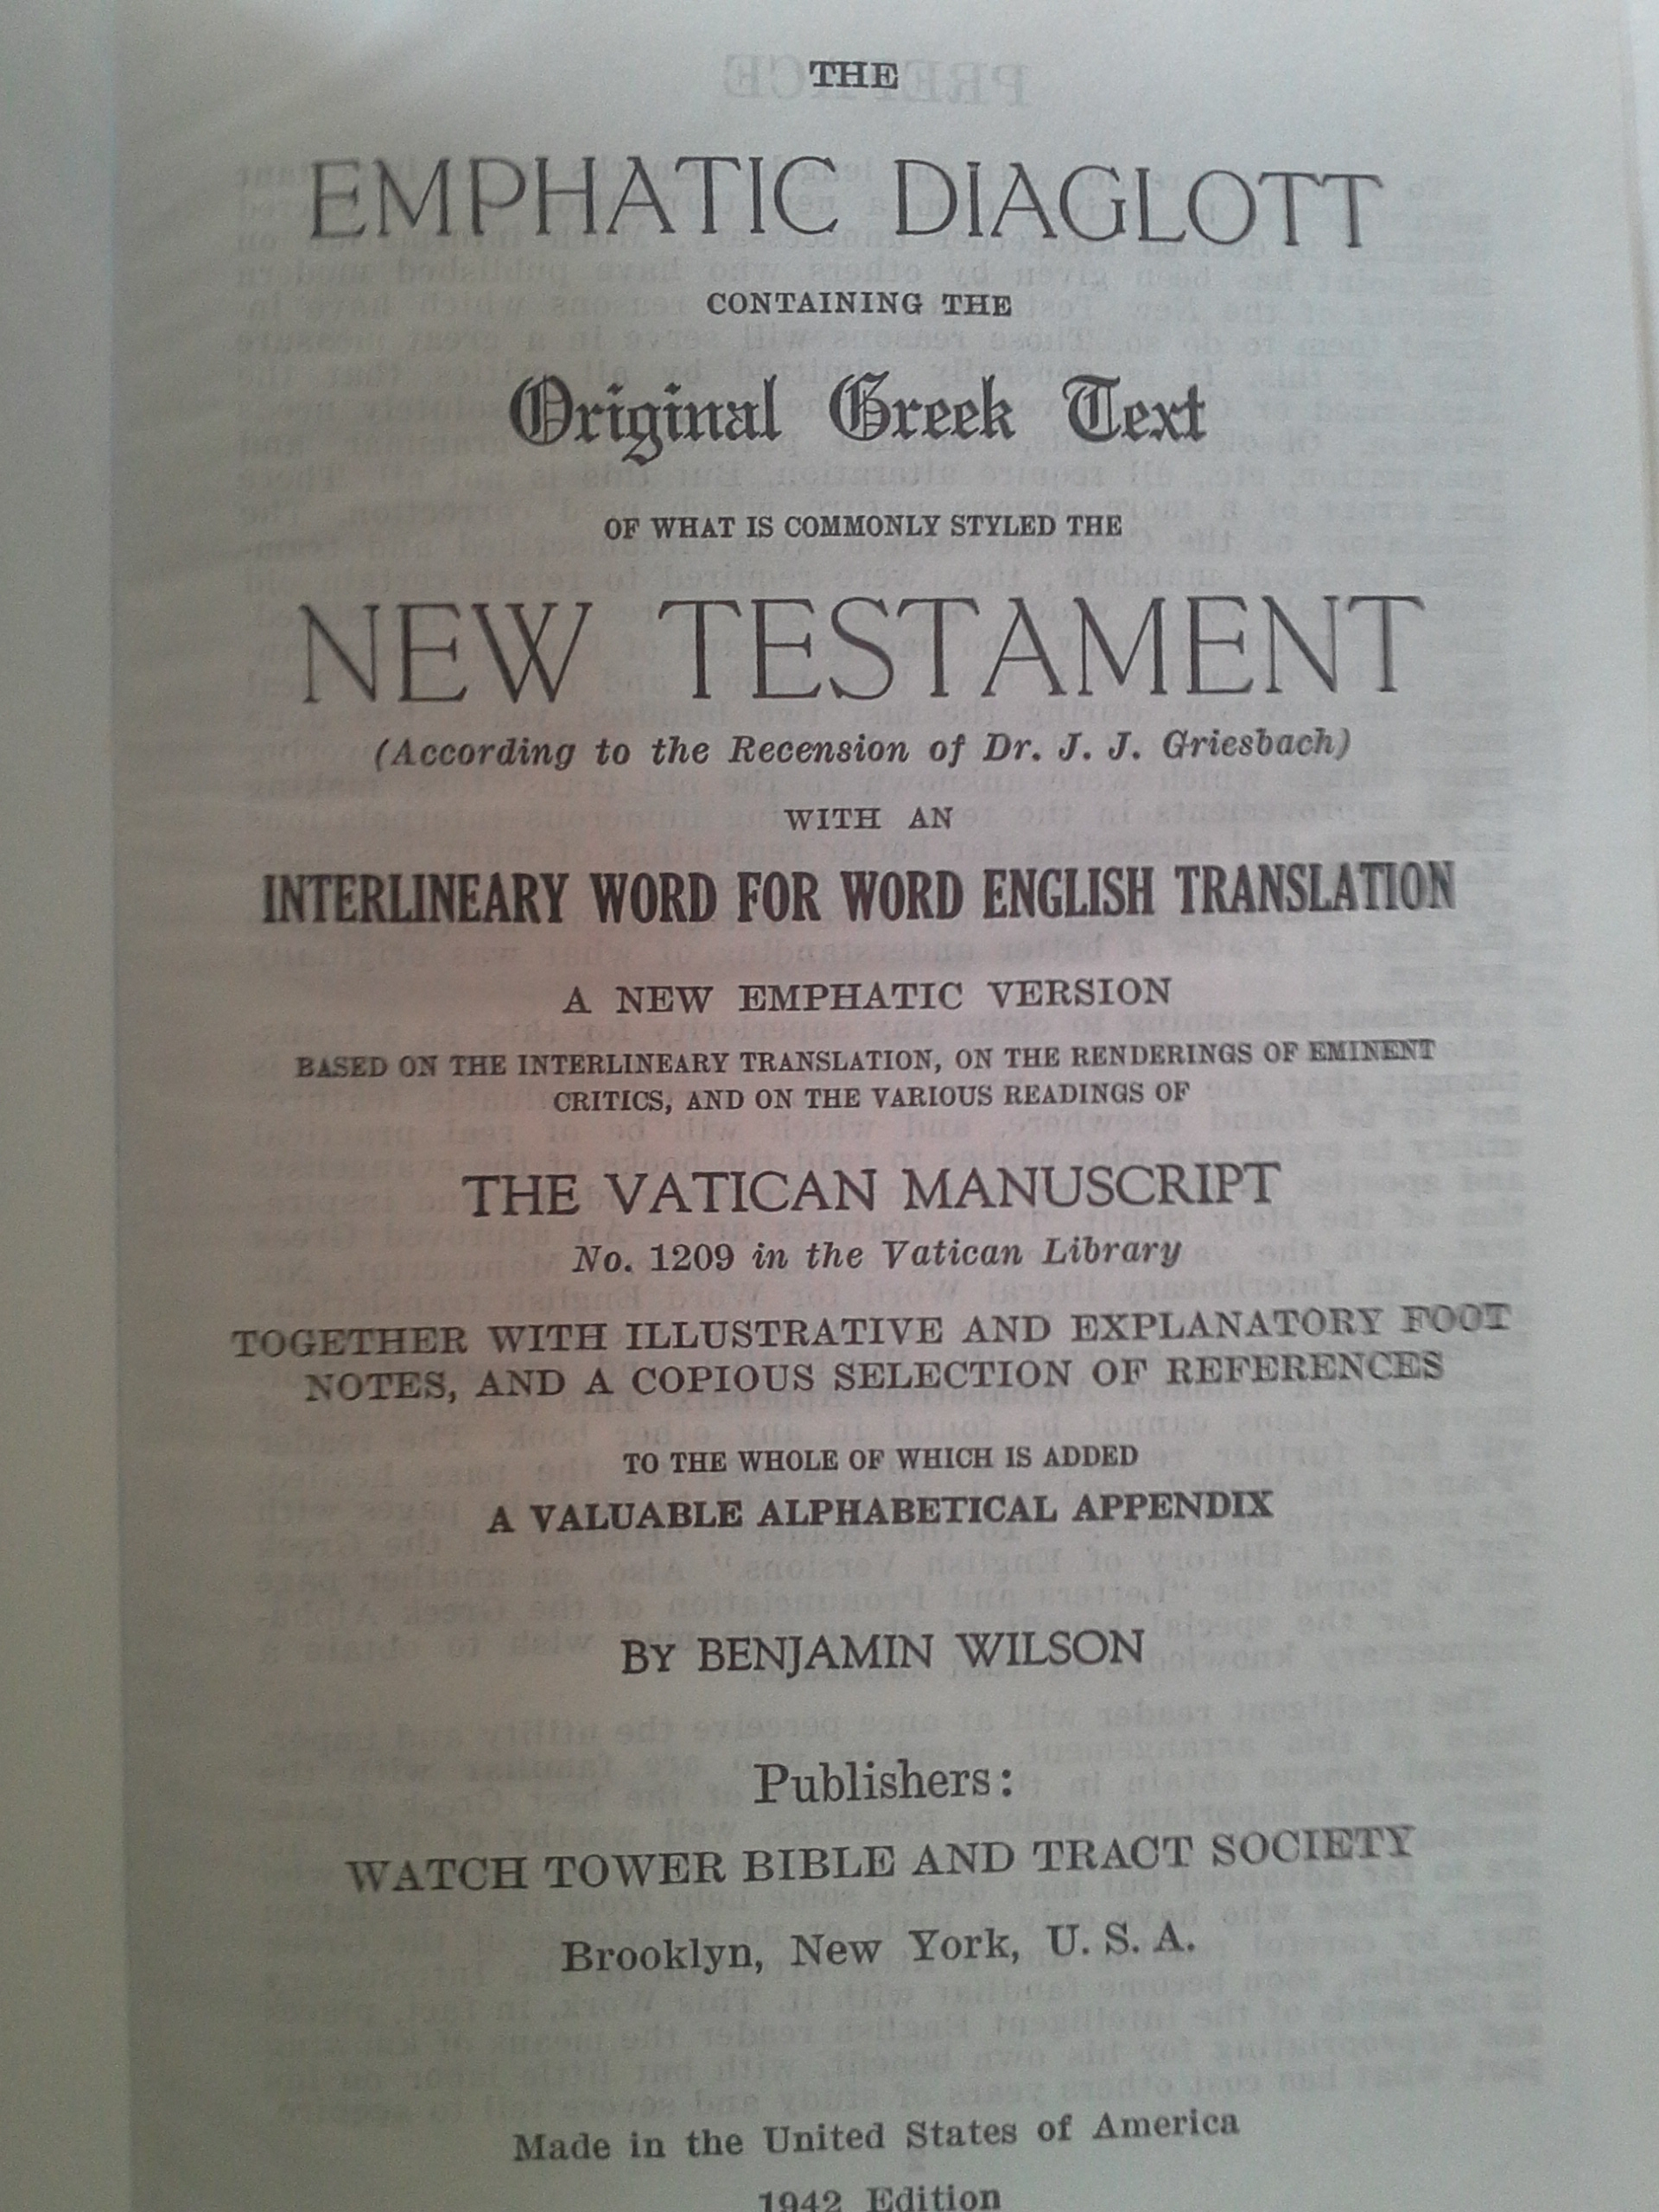 THE
EMPHATIC DIAGLOTT
CONTAINING THE
Original Greek Text
OF WHAT IS COMMONLY STYLED THE
NEW TESTAMENT
(According to the Recension of Dr. J. J. Griesbach)
WITH AN
INTERLINEARY WORD FOR WORD ENGLISH TRANSLATION
A NEW EMPHATIC VERSION
BASED ON THE INTERLINEARY TRANSLATION, ON THE RENDERINGS OF EMINENT
CRITICS, AND ON THE VARIOUS READINGS OF
THE VATICAN MANUSCRIPT
No. 1209 in the Vatican Library
TOGETHER WITH ILLUSTRATIVE AND EXPLANATORY FOOT
NOTES, AND A COPIOUS SELECTION OF REFERENCES
TO THE WHOLE OF WHICH IS ADDED
A VALUABLE ALPHABETICAL APPENDIX
BY BENJAMIN WILSON
Publishers:
WATCH TOWER BIBLE AND TRACT SOCIETY
Brooklyn, New York, U. S. A.
Made in the United States of America
1942 Edition